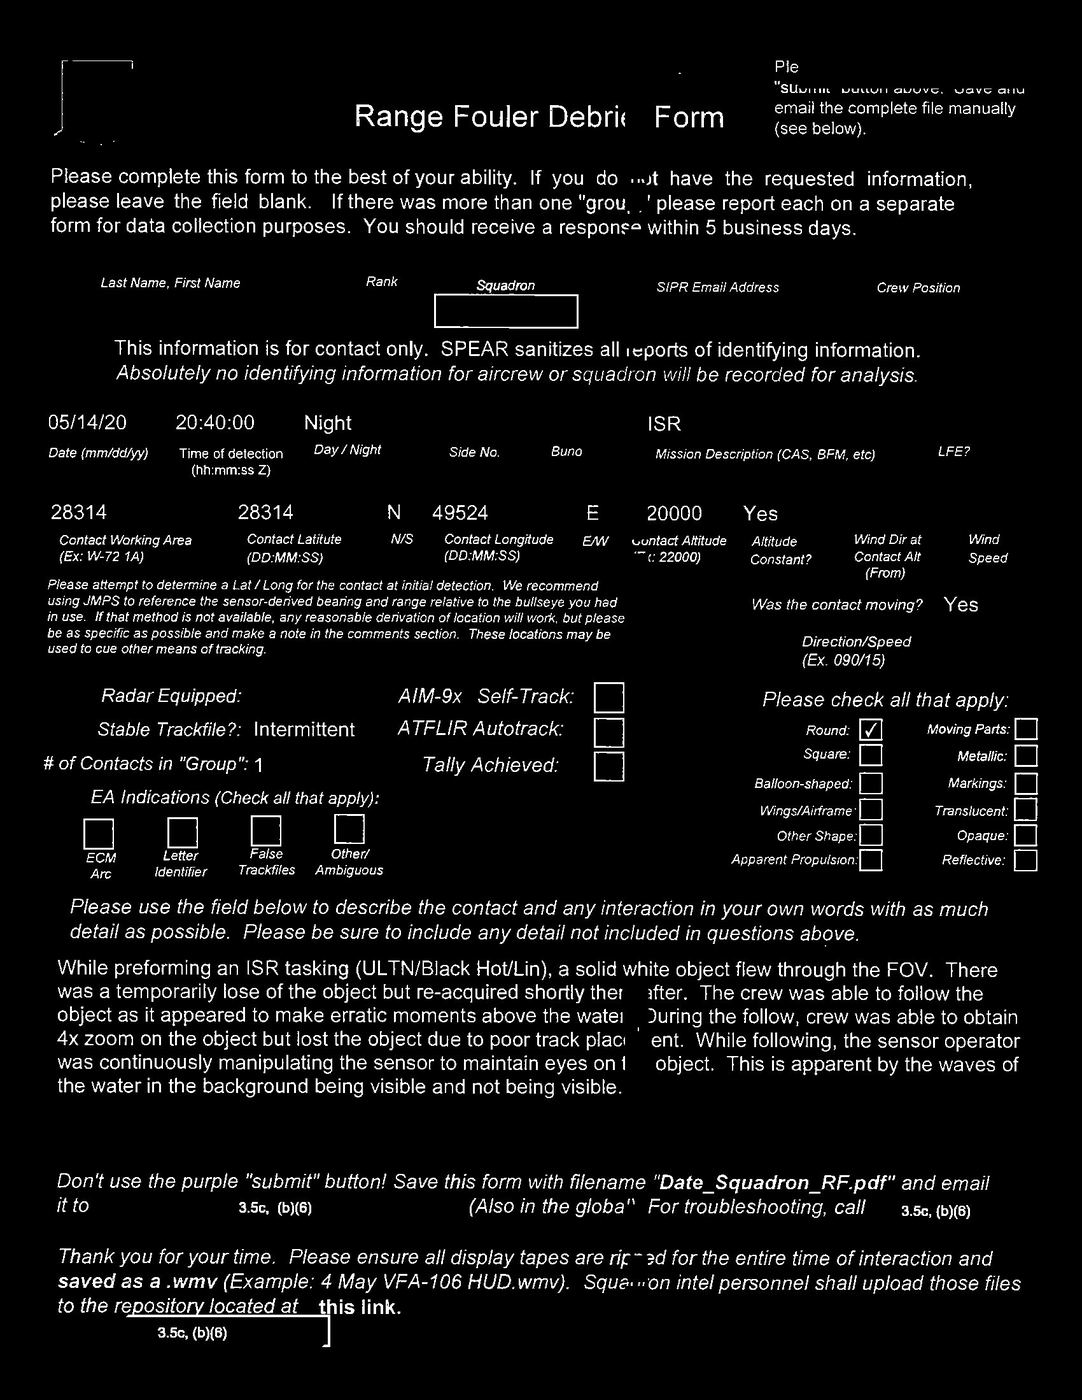 Ple
"submit" button above. Save and
Range Fouler Debrief Form
email the complete file manually
(see below).
Please complete this form to the best of your ability. If you do not have the requested information,
please leave the field blank. If there was more than one "group," please report each on a separate
form for data collection purposes. You should receive a response within 5 business days.
Last Name, First Name Rank Squadron SIPR Email Address Crew Position
This information is for contact only. SPEAR sanitizes all reports of identifying information.
Absolutely no identifying information for aircrew or squadron will be recorded for analysis.
05/14/20 20:40:00 Night ISR
Date (mm/dd/yy) Time of detection Day / Night Side No. Buno Mission Description (CAS, BFM, etc) LFE?
(hh:mm:ss Z)
28314 28314 N 49524 E 20000 Yes
Contact Working Area Contact Latitute N/S Contact Longitude E/W Contact Altitude Altitude Wind Dir at Wind
(Ex: W-72 1A) (DD:MM:SS) (DD:MM:SS) (Ex: 22000) Constant? Contact Alt Speed
(From)
Please attempt to determine a Lat / Long for the contact at initial detection. We recommend
using JMPS to reference the sensor-derived bearing and range relative to the bullseye you had
in use. If that method is not available, any reasonable derivation of location will work, but please
be as specific as possible and make a note in the comments section. These locations may be
used to cue other means of tracking.
Was the contact moving? Yes
Direction/Speed
(Ex. 090/15)
Radar Equipped: AIM-9x Self-Track: Please check all that apply:
Stable Trackfile?: Intermittent ATFLIR Autotrack: Round: ✓ Moving Parts:
Square: Metallic:
# of Contacts in "Group": 1 Tally Achieved:
Balloon-shaped: Markings:
EA Indications (Check all that apply):
Wings/Airframe: Translucent:
Other Shape: Opaque:
ECM Letter False Other/ Apparent Propulsion: Reflective:
Arc Identifier Trackfiles Ambiguous
Please use the field below to describe the contact and any interaction in your own words with as much
detail as possible. Please be sure to include any detail not included in questions above.
While preforming an ISR tasking (ULTN/Black Hot/Lin), a solid white object flew through the FOV. There
was a temporarily lose of the object but re-acquired shortly thereafter. The crew was able to follow the
object as it appeared to make erratic moments above the water. During the follow, crew was able to obtain
4x zoom on the object but lost the object due to poor track placement. While following, the sensor operator
was continuously manipulating the sensor to maintain eyes on the object. This is apparent by the waves of
the water in the background being visible and not being visible.
Don't use the purple "submit" button! Save this form with filename "Date_Squadron_RF.pdf" and email
it to 3.5c, (b)(6) (Also in the global) For troubleshooting, call 3.5c, (b)(6)
Thank you for your time. Please ensure all display tapes are ripped for the entire time of interaction and
saved as a .wmv (Example: 4 May VFA-106 HUD.wmv). Squadron intel personnel shall upload those files
to the repository located at this link.
3.5c, (b)(6)